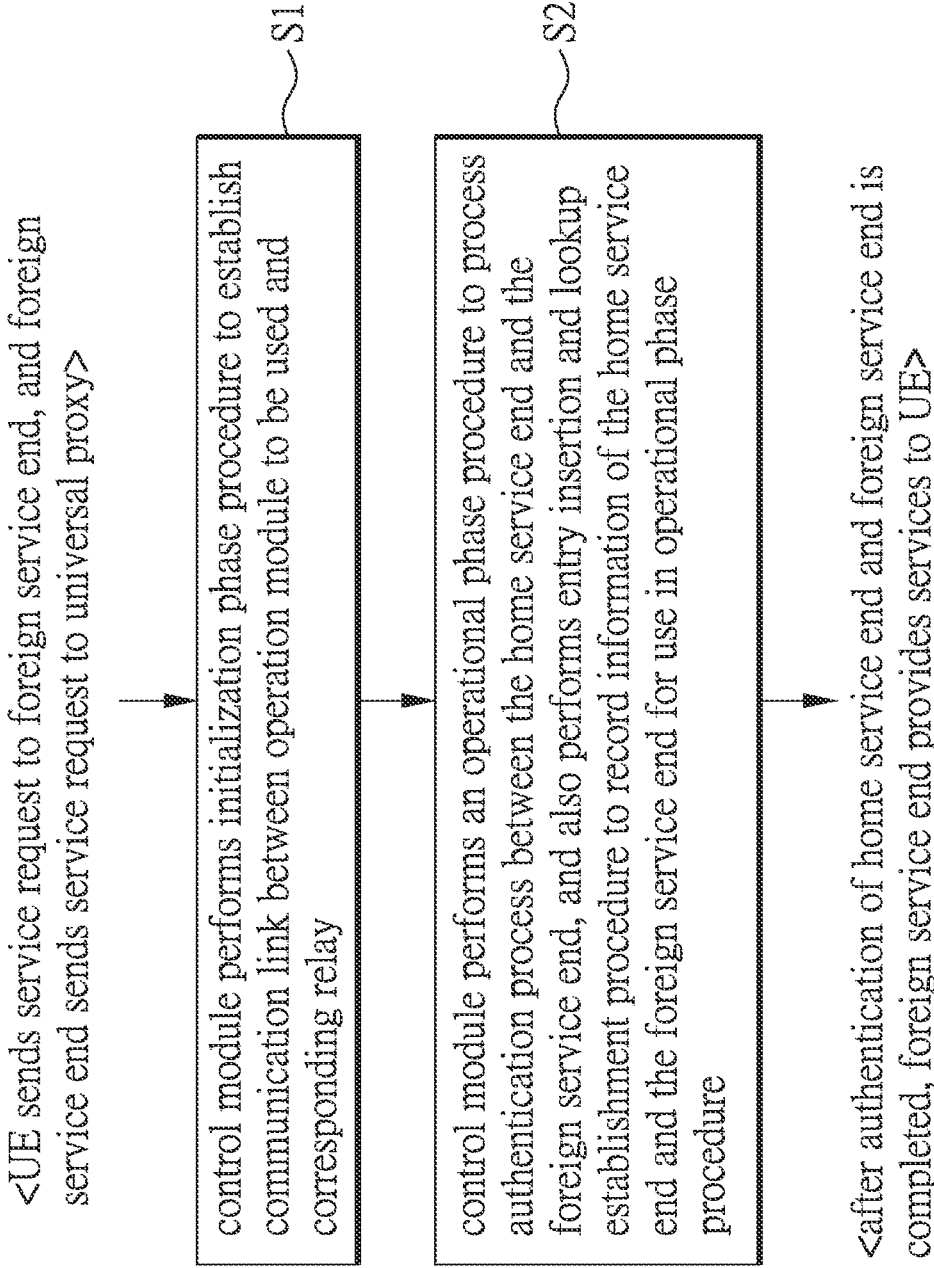 <UE sends service request to foreign service end, and foreign
service end sends service request to universal proxy>
S1
control module performs initialization phase procedure to establish
communication link between operation module to be used and
corresponding relay
S2
control module performs an operational phase procedure to process
authentication process between the home service end and the
foreign service end, and also performs entry insertion and lookup
establishment procedure to record information of the home service
end and the foreign service end for use in operational phase
procedure
<after authentication of home service end and foreign service end is
completed, foreign service end provides services to UE>